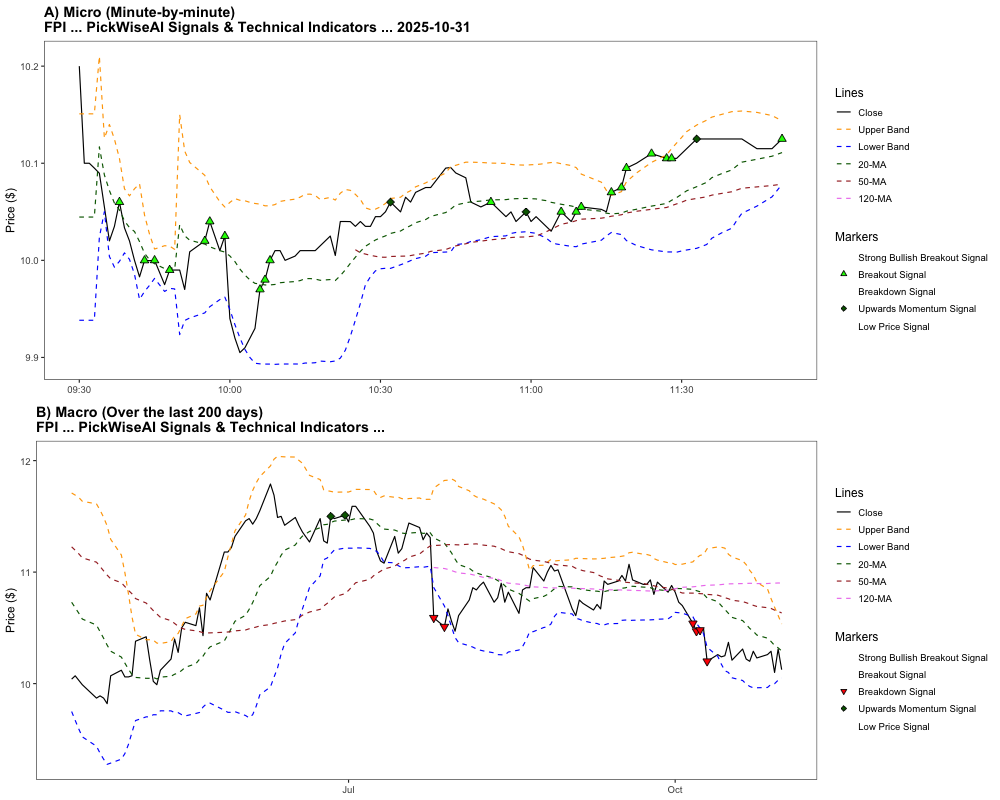 A) Micro (Minute-by-minute)
FPI ... PickWiseAI Signals & Technical Indicators ... 2025-10-31
Price ($)
10.2
10.1
10.0
9.9
09:30
10:00
10:30
11:00
11:30
Lines
Close
Upper Band
Lower Band
20-MA
50-MA
120-MA
Markers
Strong Bullish Breakout Signal
Breakout Signal
Breakdown Signal
Upwards Momentum Signal
Low Price Signal
B) Macro (Over the last 200 days)
FPI ... PickWiseAI Signals & Technical Indicators ...
Price ($)
12
11
10
Jul
Oct
Lines
Close
Upper Band
Lower Band
20-MA
50-MA
120-MA
Markers
Strong Bullish Breakout Signal
Breakout Signal
Breakdown Signal
Upwards Momentum Signal
Low Price Signal